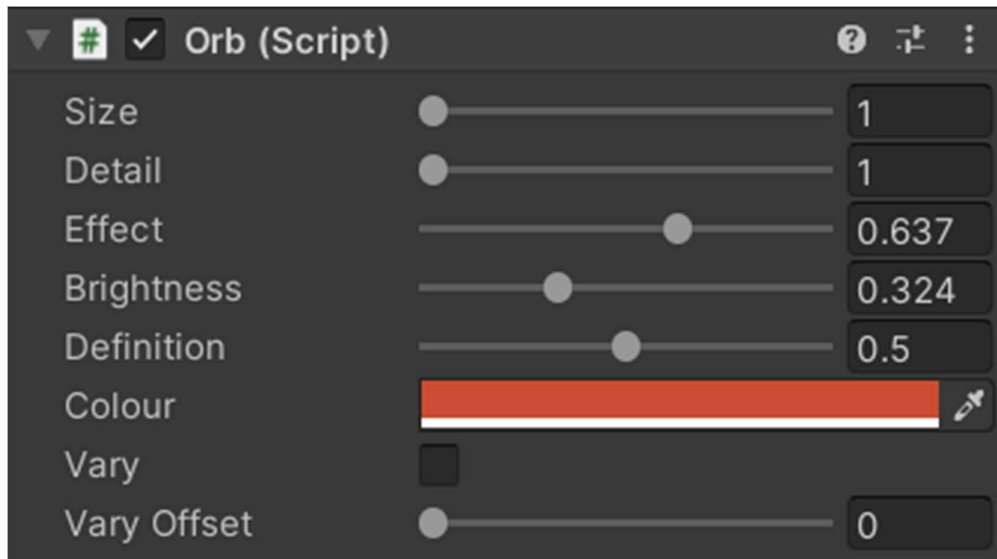 # Orb (Script)
Size 1
Detail 1
Effect 0.637
Brightness 0.324
Definition 0.5
Colour
Vary
Vary Offset 0